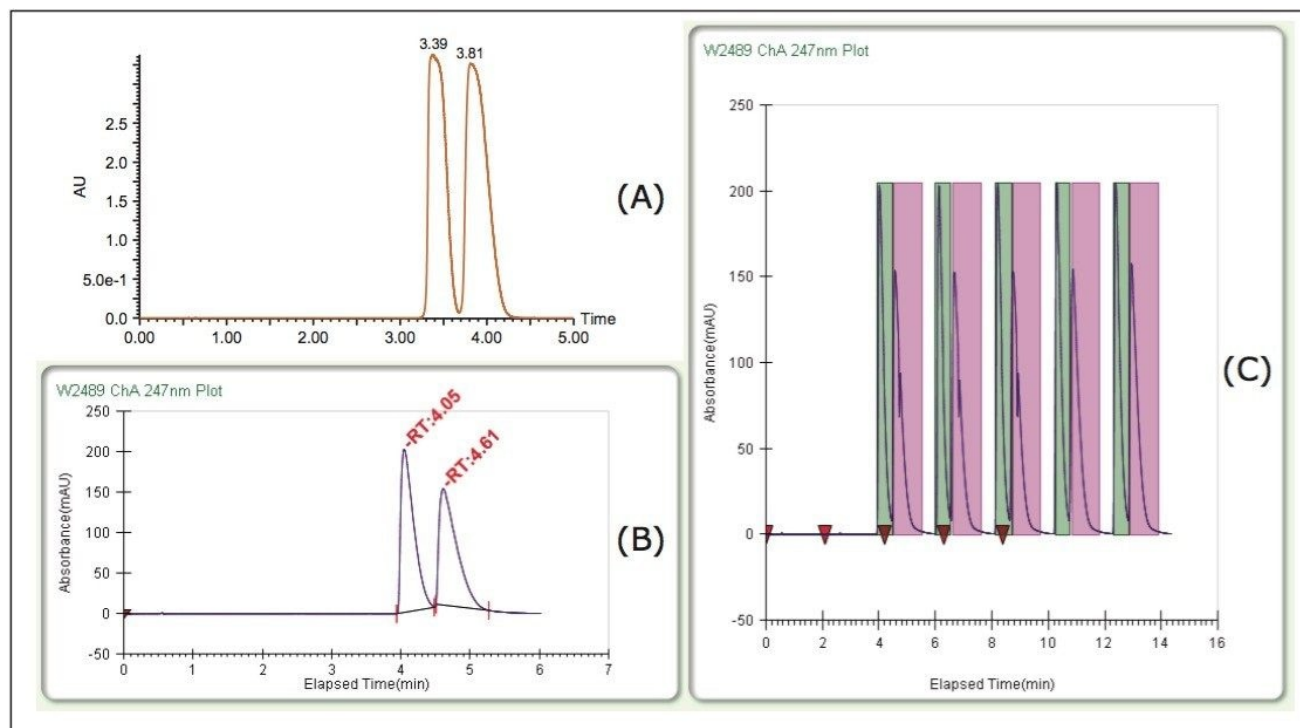 3.39
3.81
2.5
2.0
AU
1.5
1.0
5.0e-1
0.0
0.00 1.00 2.00 3.00 4.00 5.00
Time
(A)
W2489 ChA 247nm Plot
250
200
150
100
50
0
-50
Absorbance(mAU)
-RT:4.05
-RT:4.61
0 1 2 3 4 5 6 7
Elapsed Time(min)
(B)
W2489 ChA 247nm Plot
250
200
150
100
50
0
-50
Absorbance(mAU)
0 2 4 6 8 10 12 14 16
Elapsed Time(min)
(C)